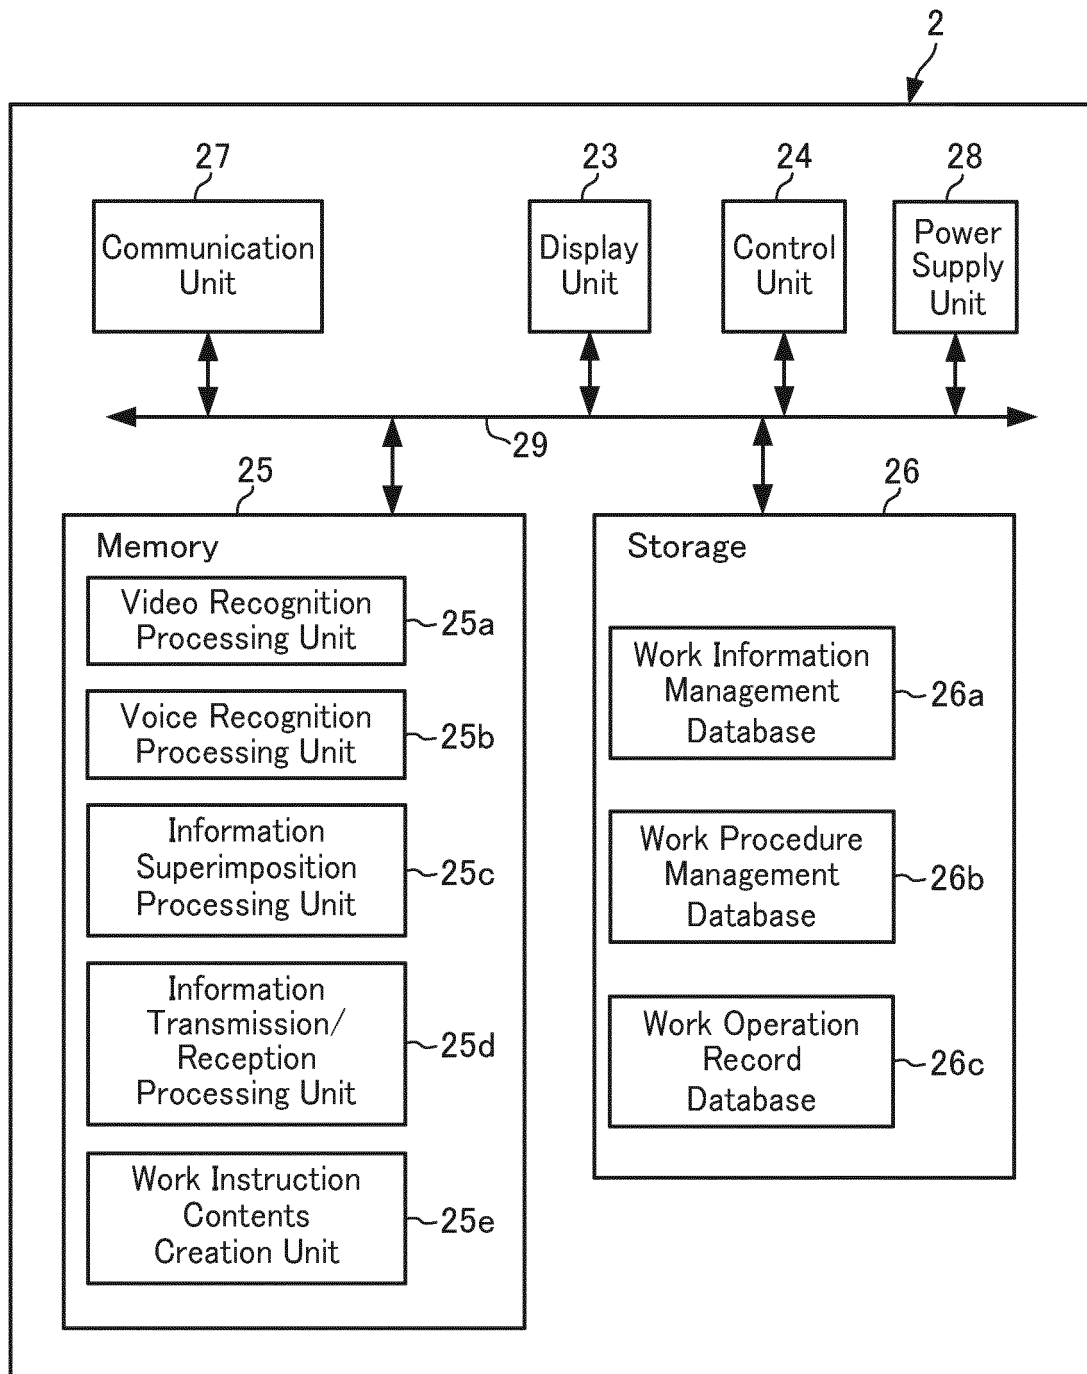 2
27
23
24
28
Communication
Unit
Display
Unit
Control
Unit
Power
Supply
Unit
29
25
26
Memory
Video Recognition
Processing Unit
25a
Voice Recognition
Processing Unit
25b
Information
Superimposition
Processing Unit
25c
Information
Transmission/
Reception
Processing Unit
25d
Work Instruction
Contents
Creation Unit
25e
Storage
Work Information
Management
Database
26a
Work Procedure
Management
Database
26b
Work Operation
Record
Database
26c